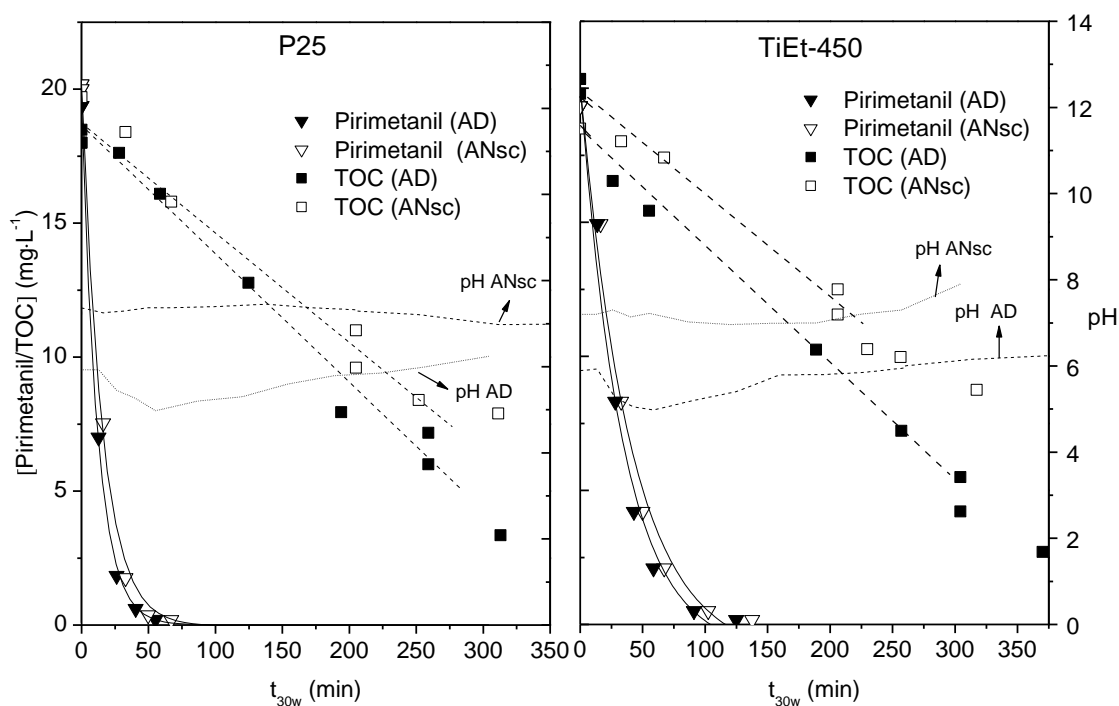 P25
TiEt-450
Pirimetanil (AD)
Pirimetanil (ANsc)
TOC (AD)
TOC (ANsc)
Pirimetanil (AD)
Pirimetanil (ANsc)
TOC (AD)
TOC (ANsc)
pH ANsc
pH AD
pH ANsc
pH AD
[Pirimetanil/TOC] (mg·L⁻¹)
20
15
10
5
0
14
12
10
8
6
4
2
0
pH
0 50 100 150 200 250 300 350
0 50 100 150 200 250 300 350
t30w (min)
t30w (min)